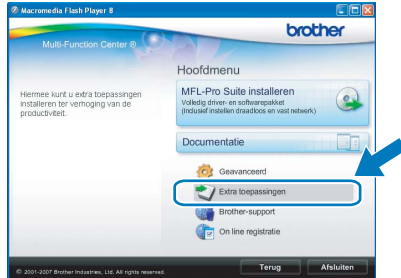 Macromedia Flash Player 8
brother
Multi-Function Center ®
Hoofdmenu
Hiermee kunt u extra toepassingen
installeren ter verhoging van de
productiviteit.
MFL-Pro Suite installeren
Volledig driver- en softwarepakket
(Inclusief instellen draadloos en vast netwerk)
Documentatie
Geavanceerd
Extra toepassingen
Brother-support
On line registratie
© 2001-2007 Brother Industries, Ltd. All rights reserved.
Terug
Afsluiten